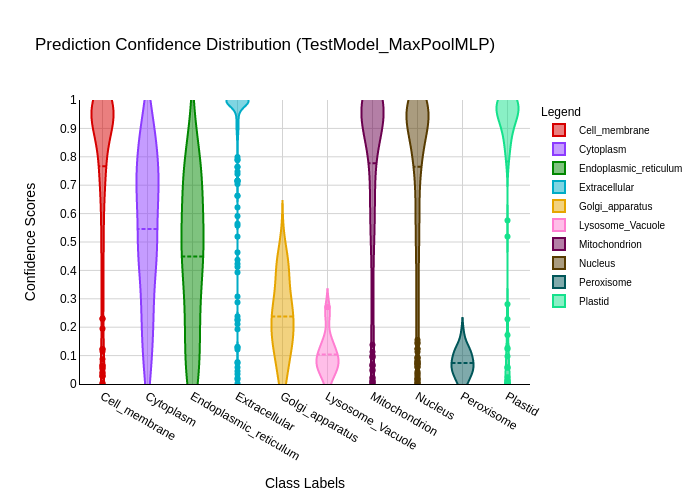 Prediction Confidence Distribution (TestModel_MaxPoolMLP)
Legend
Cell_membrane
Cytoplasm
Endoplasmic_reticulum
Extracellular
Golgi_apparatus
Lysosome_Vacuole
Mitochondrion
Nucleus
Peroxisome
Plastid
Confidence Scores
1
0.9
0.8
0.7
0.6
0.5
0.4
0.3
0.2
0.1
0
Cell_membrane
Cytoplasm
Endoplasmic_reticulum
Extracellular
Golgi_apparatus
Lysosome_Vacuole
Mitochondrion
Nucleus
Peroxisome
Plastid
Class Labels